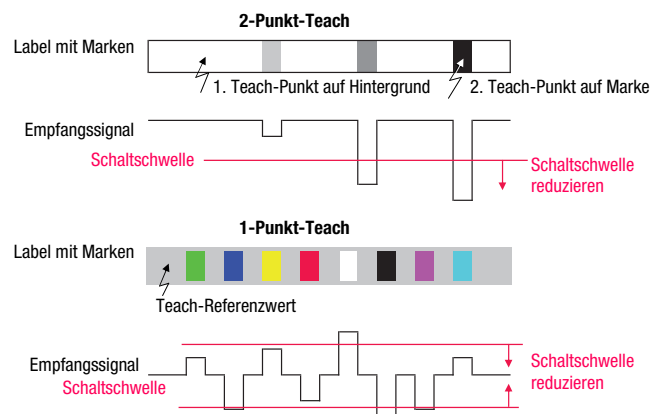 2-Punkt-Teach
Label mit Marken
1. Teach-Punkt auf Hintergrund
2. Teach-Punkt auf Marke
Empfangssignal
Schaltschwelle
Schaltschwelle
reduzieren
1-Punkt-Teach
Label mit Marken
Teach-Referenzwert
Empfangssignal
Schaltschwelle
Schaltschwelle
reduzieren